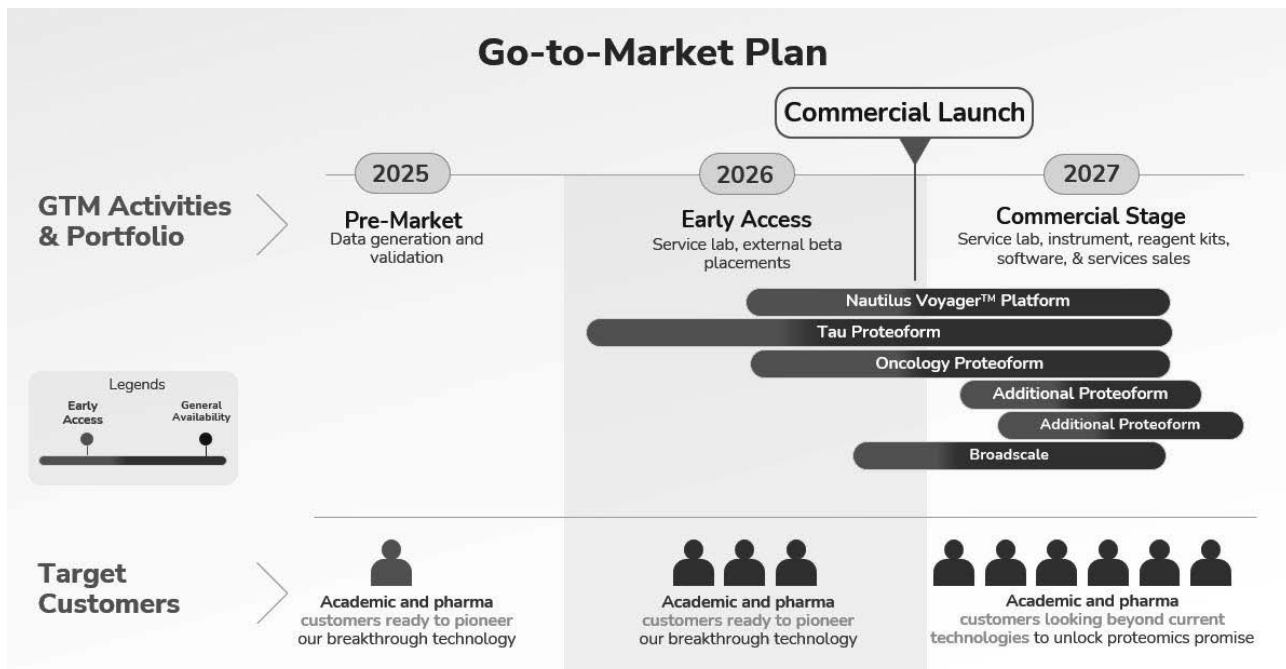 Go-to-Market Plan
Commercial Launch
2025
2026
2027
GTM Activities
& Portfolio
Pre-Market
Data generation and
validation
Early Access
Service lab, external beta
placements
Commercial Stage
Service lab, instrument, reagent kits,
software, & services sales
Nautilus Voyager™ Platform
Tau Proteoform
Oncology Proteoform
Additional Proteoform
Additional Proteoform
Broadscale
Legends
Early
Access
General
Availability
Target
Customers
Academic and pharma
customers ready to pioneer
our breakthrough technology
Academic and pharma
customers ready to pioneer
our breakthrough technology
Academic and pharma
customers looking beyond current
technologies to unlock proteomics promise